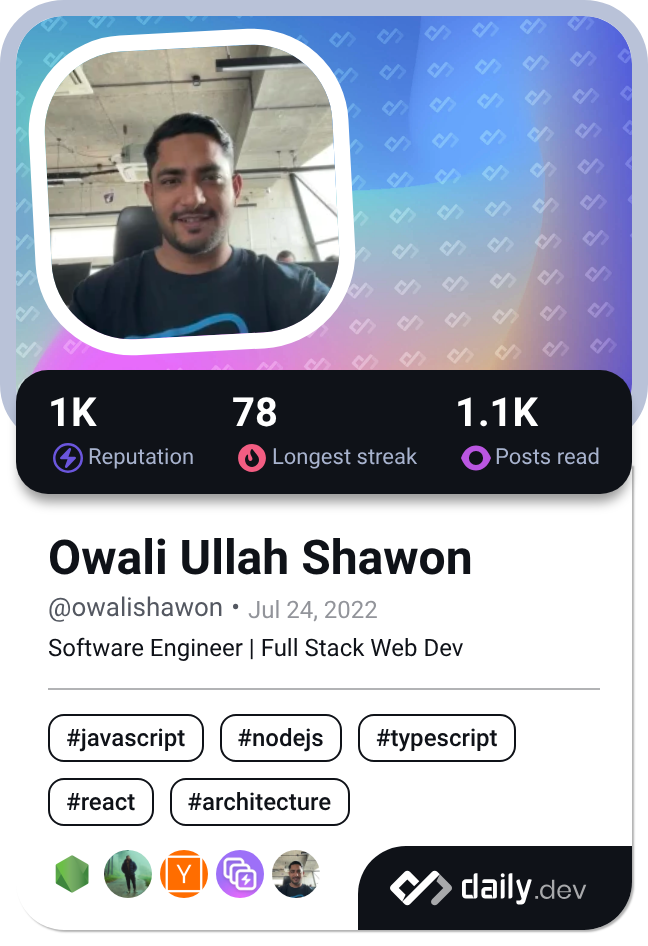 1K 78 1.1K
Reputation Longest streak Posts read
Owali Ullah Shawon
@owalishawon • Jul 24, 2022
Software Engineer | Full Stack Web Dev
#javascript #nodejs #typescript
#react #architecture
Y
daily.dev